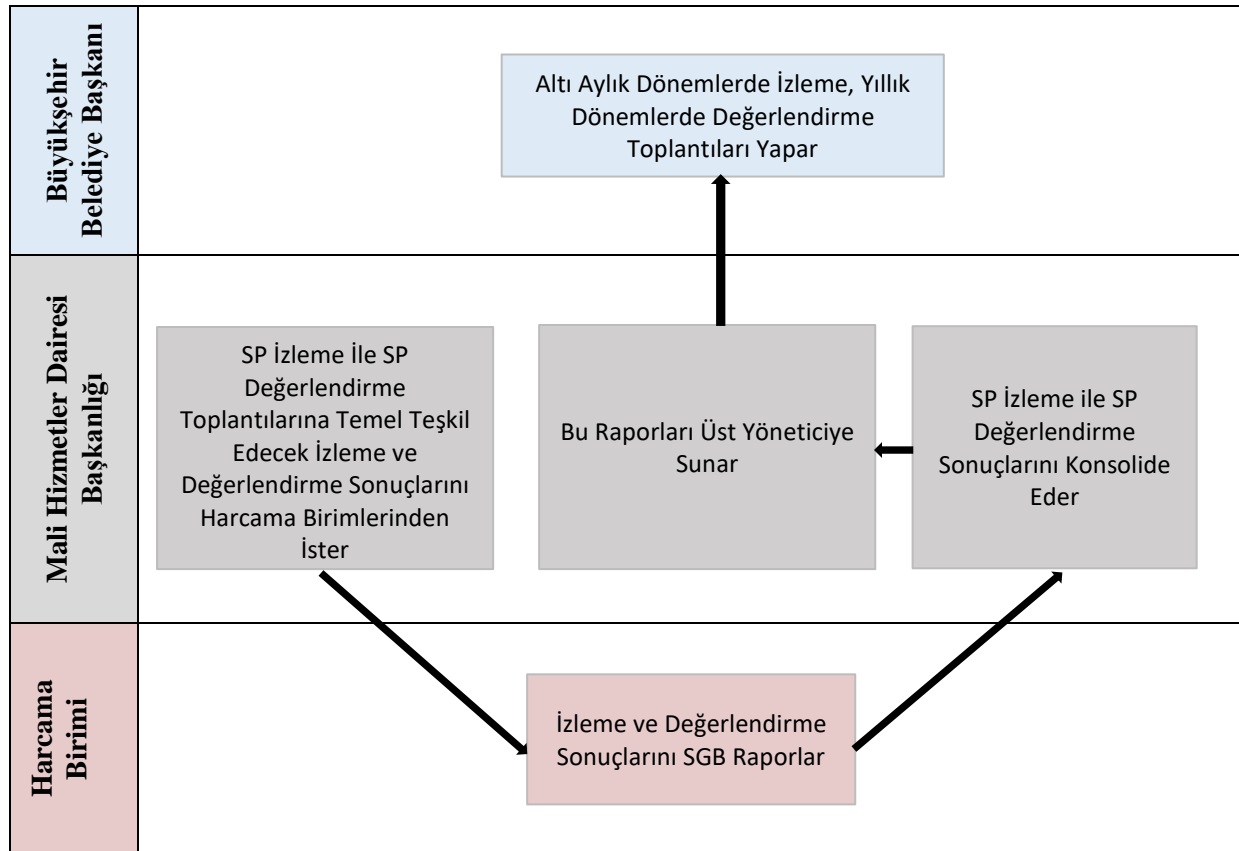 Büyükşehir
Belediye Başkanı
Altı Aylık Dönemlerde İzleme, Yıllık
Dönemlerde Değerlendirme
Toplantıları Yapar
Mali Hizmetler Dairesi
Başkanlığı
SP İzleme İle SP
Değerlendirme
Toplantılarına Temel Teşkil
Edecek İzleme ve
Değerlendirme Sonuçlarını
Harcama Birimlerinden
İster
Bu Raporları Üst Yöneticiye
Sunar
SP İzleme ile SP
Değerlendirme
Sonuçlarını Konsolide
Eder
Harcama
Birimi
İzleme ve Değerlendirme
Sonuçlarını SGB Raporlar